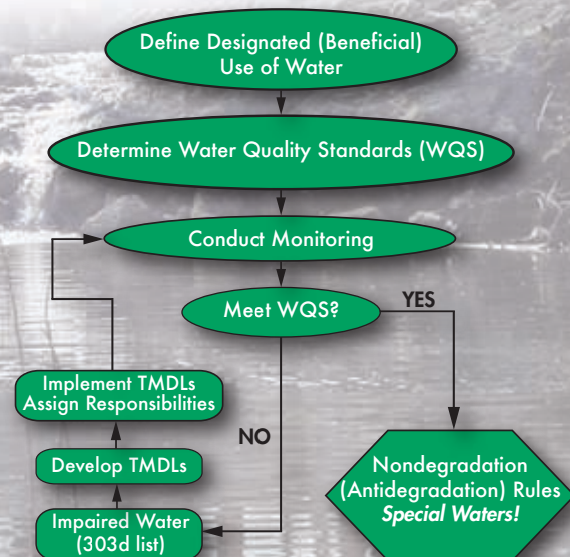 Define Designated (Beneficial)
Use of Water
Determine Water Quality Standards (WQS)
Conduct Monitoring
Meet WQS?
YES
NO
Implement TMDLs
Assign Responsibilities
Develop TMDLs
Impaired Water
(303d list)
Nondegradation
(Antidegradation) Rules
Special Waters!